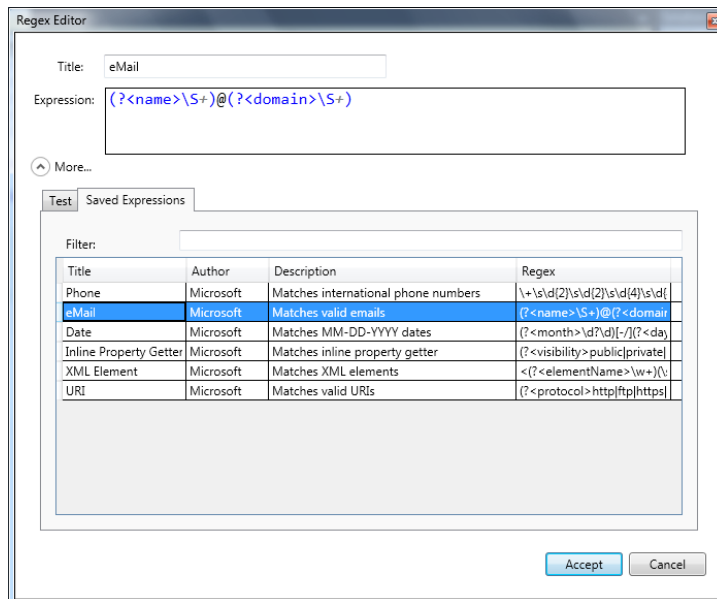 Regex Editor
Title: eMail
Expression: (?<name>\S+)@(?<domain>\S+)
More...
Test Saved Expressions
Filter:
Title Author Description Regex
Phone Microsoft Matches international phone numbers \+\s\d{2}\s\d{2}\s\d{4}\s\d{
eMail Microsoft Matches valid emails (?<name>\S+)@(?<domain
Date Microsoft Matches MM-DD-YYYY dates (?<month>\d?\d)[-/](?<day
Inline Property Getter Microsoft Matches inline property getter (?<visibility>public|private|
XML Element Microsoft Matches XML elements <(?<elementName>\w+)(\s
URI Microsoft Matches valid URIs (?<protocol>http|ftp|https|
Accept Cancel